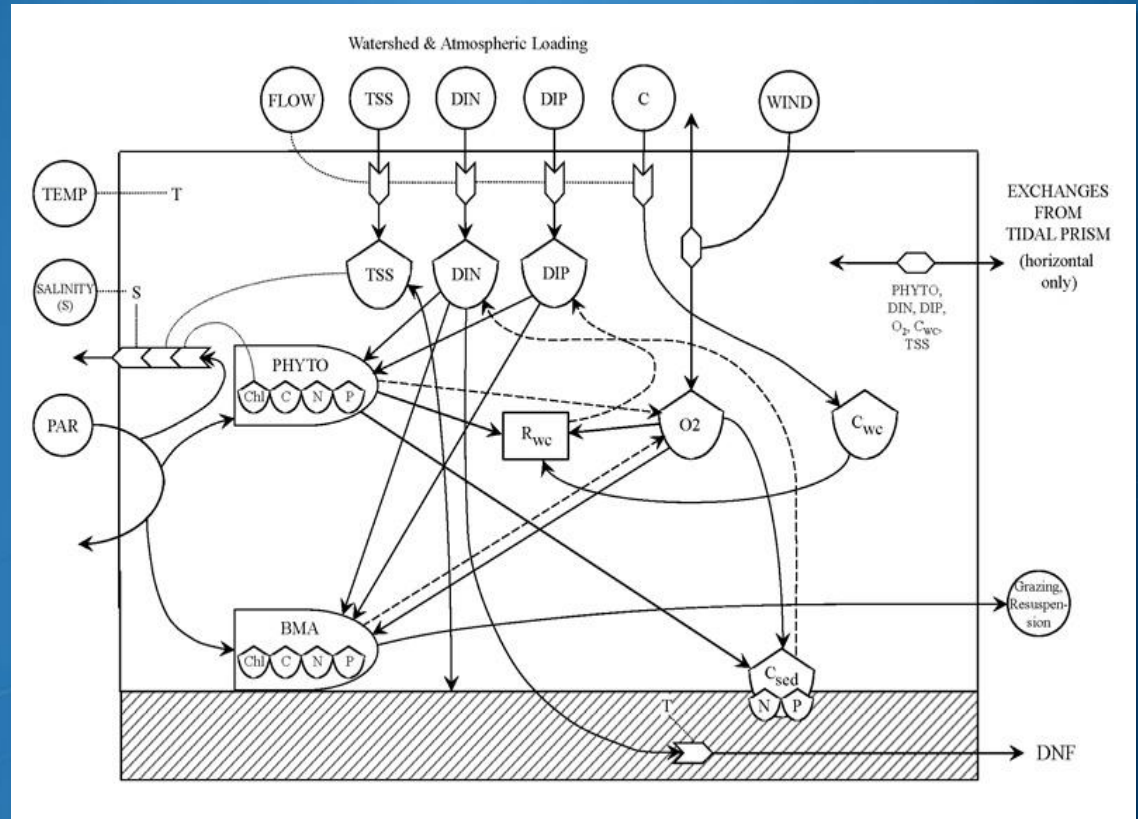 Watershed & Atmospheric Loading
FLOW
TSS
DIN
DIP
C
WIND
TEMP
T
EXCHANGES
FROM
TIDAL PRISM
(horizontal
only)
SALINITY
(S)
S
TSS
DIN
DIP
PHYTO,
DIN, DIP,
O2, Cwc,
TSS
PHYTO
Chl
C
N
P
PAR
Rwc
O2
Cwc
Grazing,
Resuspen-
sion
BMA
Chl
C
N
P
Csed
N
P
T
DNF